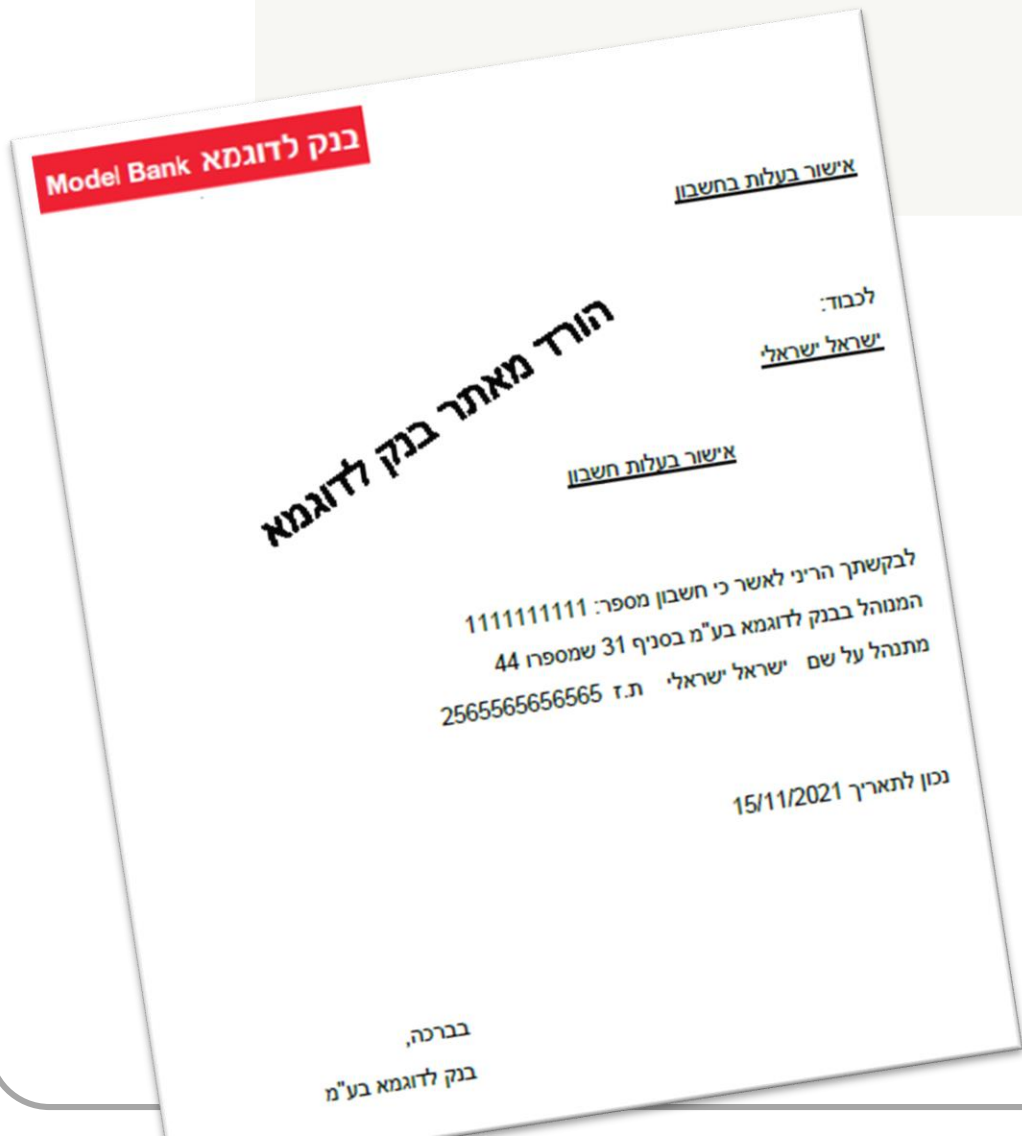 בנק לדוגמא Model Bank
אישור בעלות בחשבון
לכבוד:
ישראל ישראלי
הורד מאתר בנק לדוגמא
אישור בעלות חשבון
לבקשתך הריני לאשר כי חשבון מספר: 1111111111
המנוהל בבנק לדוגמא בע"מ בסניף 31 שמספרו 44
מתנהל על שם ישראל ישראלי ת.ז 2565565656565
נכון לתאריך 15/11/2021
בברכה,
בנק לדוגמא בע"מ